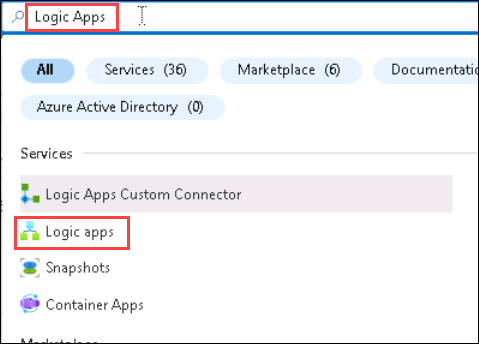 Logic Apps
All Services (36) Marketplace (6) Documentatio
Azure Active Directory (0)
Services
Logic Apps Custom Connector
Logic apps
Snapshots
Container Apps
Marketplace